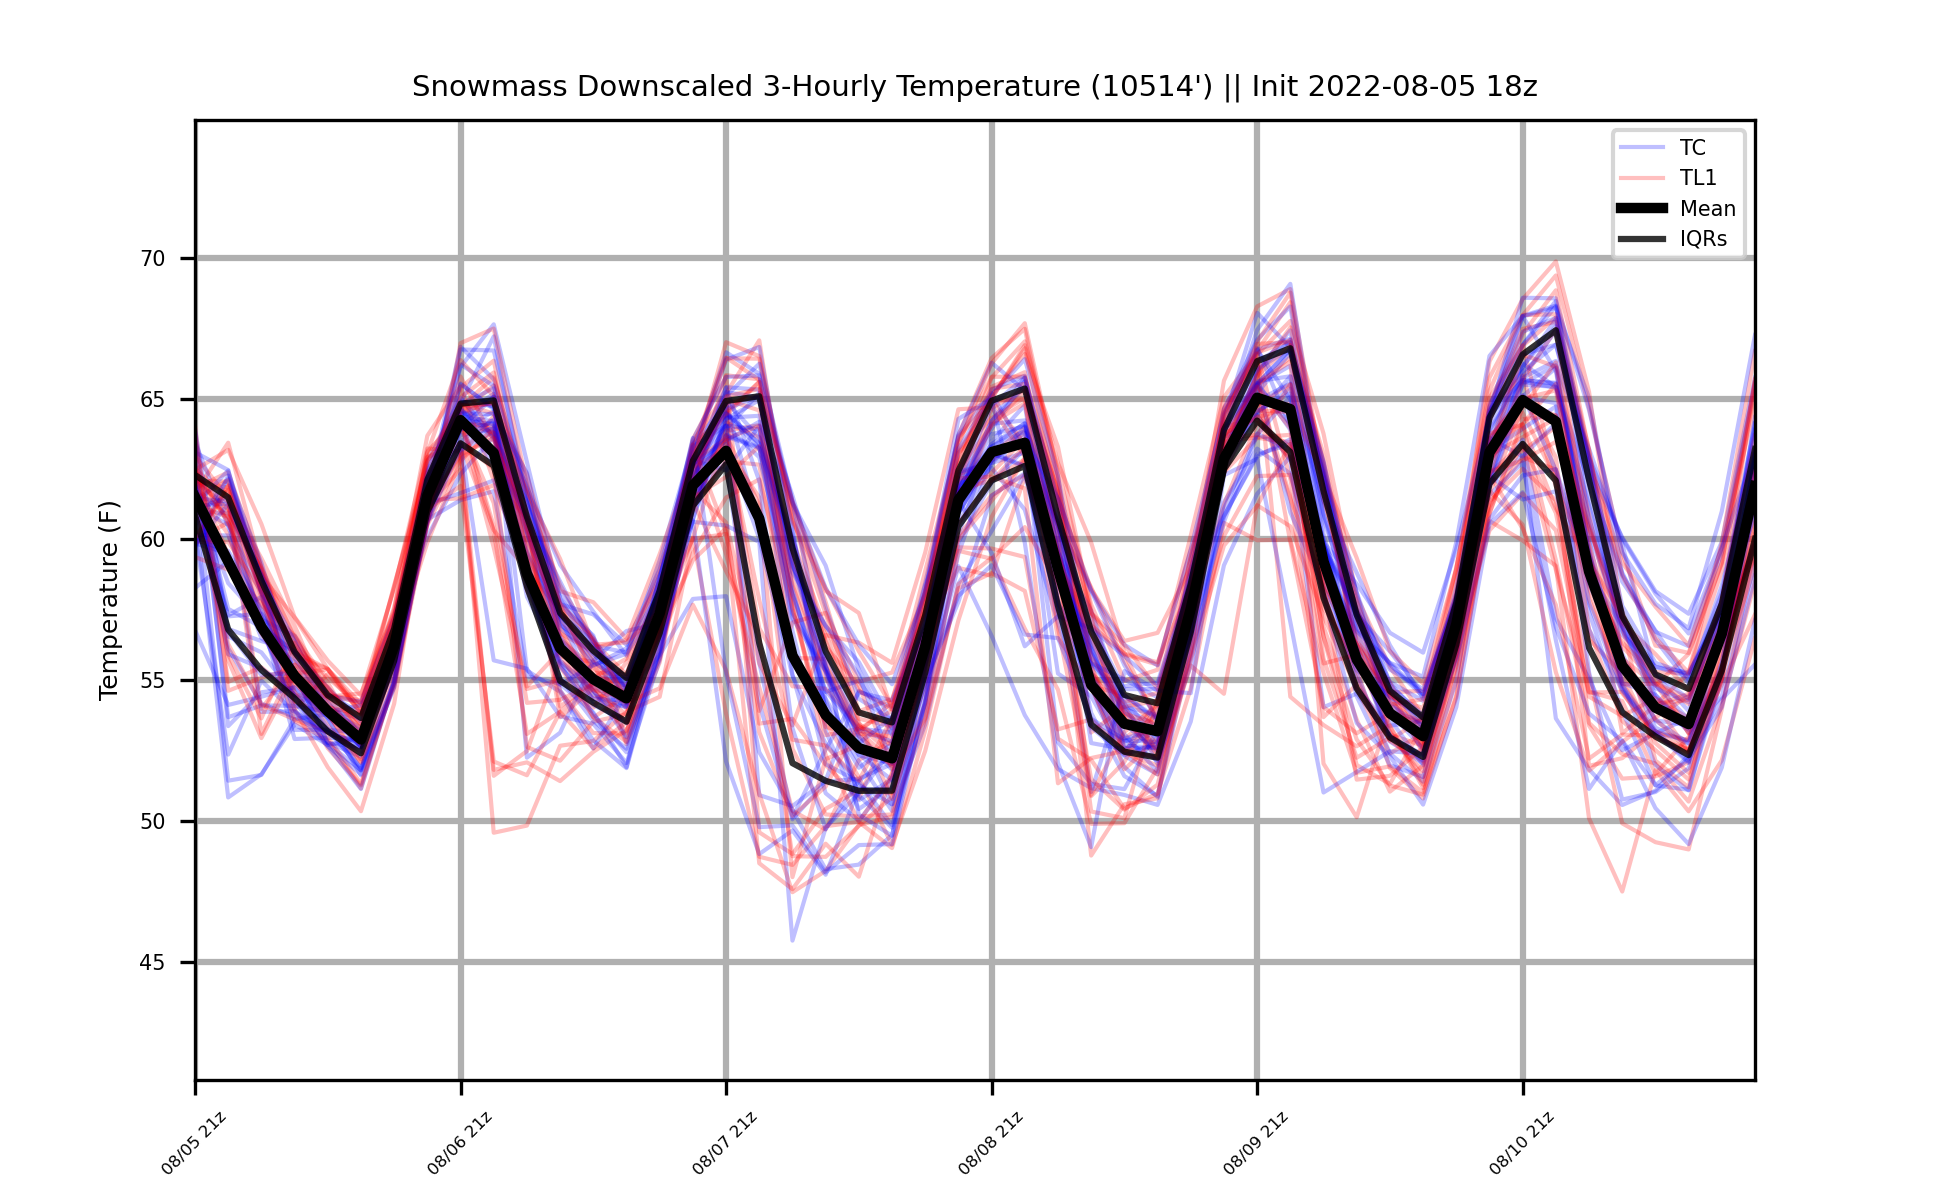 Snowmass Downscaled 3-Hourly Temperature (10514') || Init 2022-08-05 18z
TC
TL1
Mean
IQRs
Temperature (F)
70
65
60
55
50
45
08/05 21z
08/06 21z
08/07 21z
08/08 21z
08/09 21z
08/10 21z